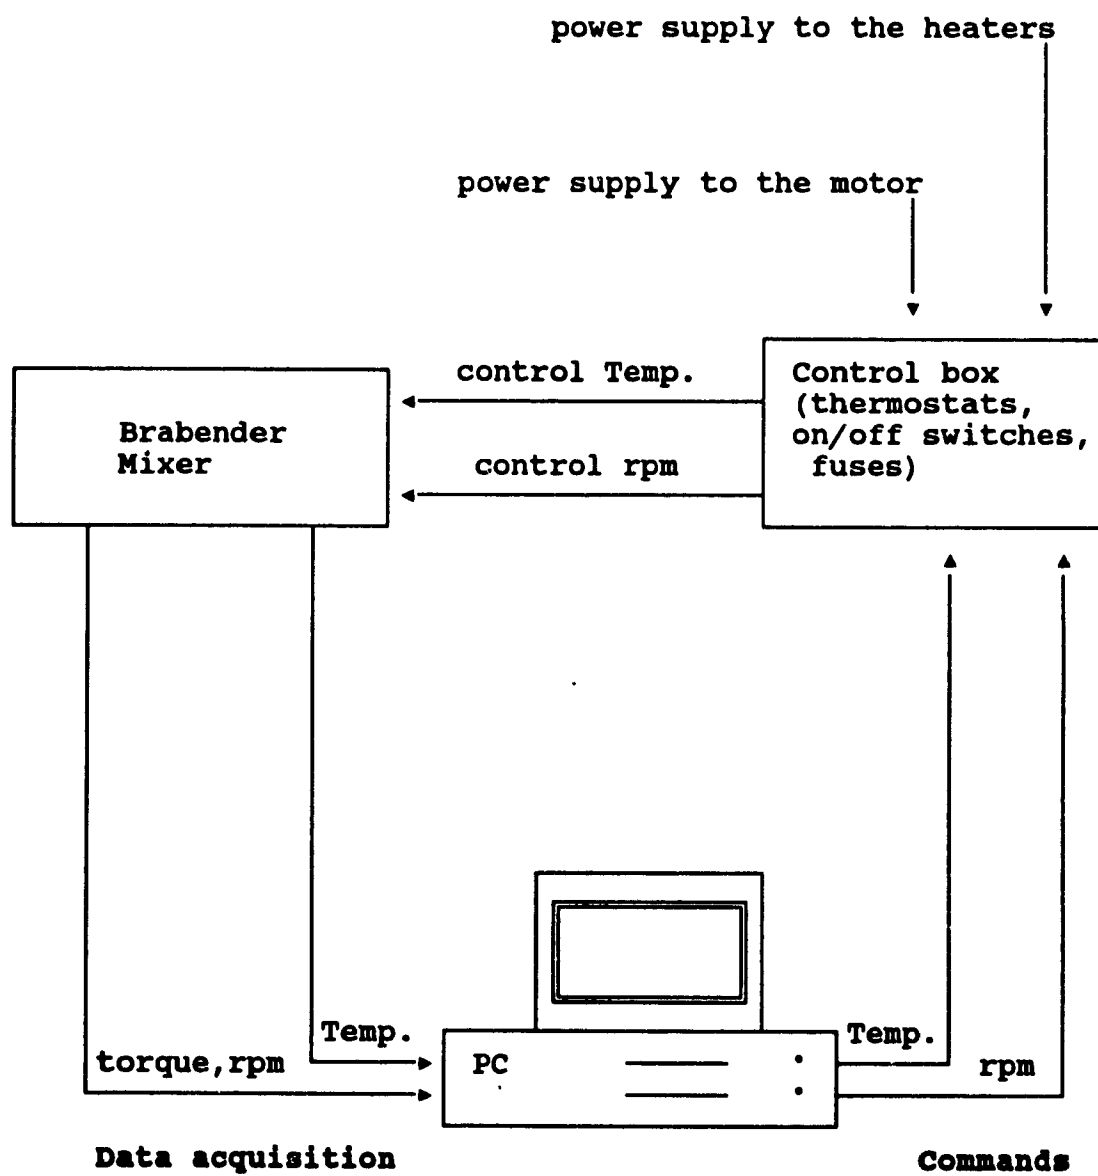 power supply to the heaters
power supply to the motor
control Temp.
Control box
(thermostats,
on/off switches,
fuses)
Brabender
Mixer
control rpm
Temp.
torque,rpm
PC
Temp.
rpm
Data acquisition
Commands